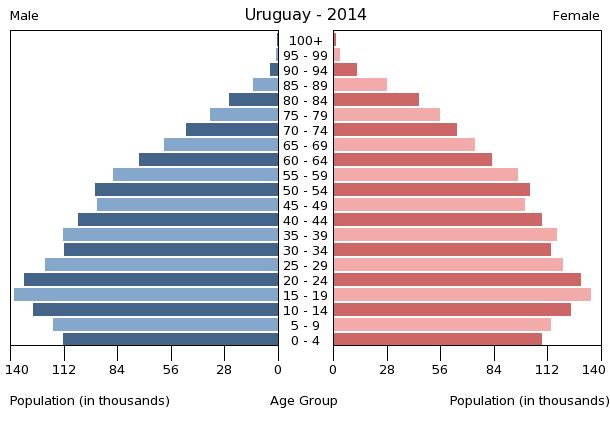 Male Uruguay - 2014 Female
100+
95 - 99
90 - 94
85 - 89
80 - 84
75 - 79
70 - 74
65 - 69
60 - 64
55 - 59
50 - 54
45 - 49
40 - 44
35 - 39
30 - 34
25 - 29
20 - 24
15 - 19
10 - 14
5 - 9
0 - 4
140 112 84 56 28 0 0 28 56 84 112 140
Population (in thousands) Age Group Population (in thousands)